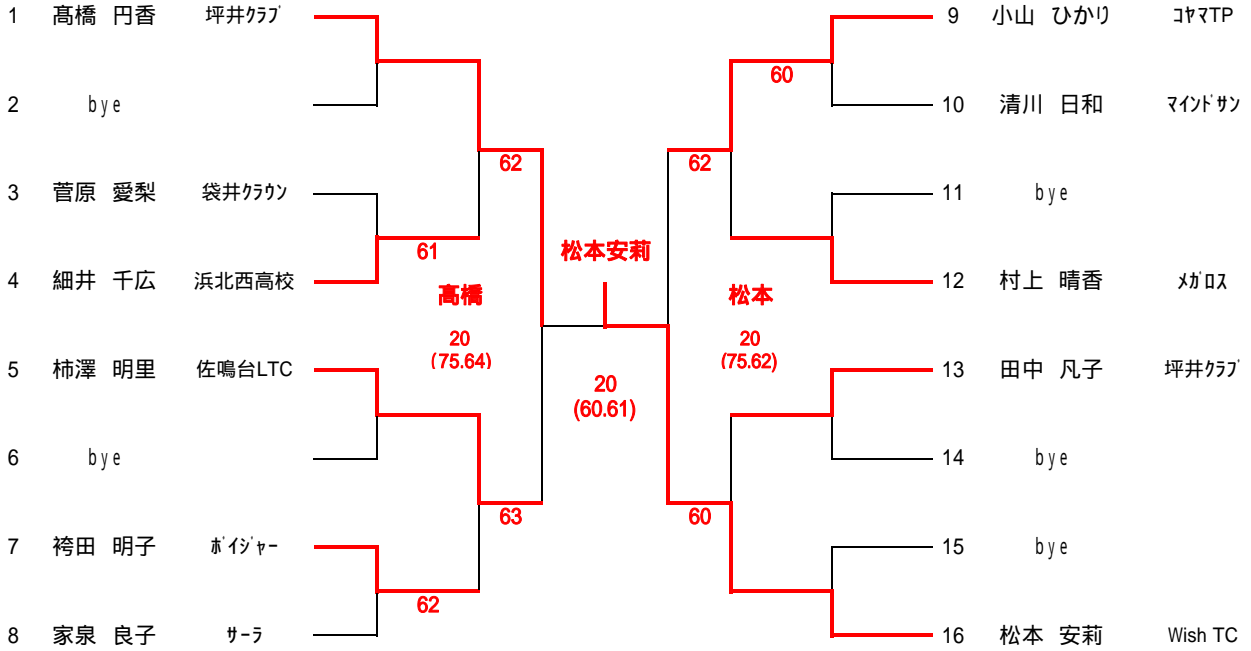 1 髙橋 円香 坪井ｸﾗﾌﾞ
9 小山 ひかり ｺﾔﾏTP
60
2 bye
10 清川 日和 ﾏｲﾝﾄﾞｻﾝ
62
62
3 菅原 愛梨 袋井ｸﾗｳﾝ
11 bye
61
松本安莉
4 細井 千広 浜北西高校
12 村上 晴香 ﾒｶﾞﾛｽ
髙橋
松本
20
(75.64)
20
(75.62)
5 柿澤 明里 佐鳴台LTC
13 田中 凡子 坪井ｸﾗﾌﾞ
20
(60.61)
6 bye
14 bye
63
60
7 袴田 明子 ﾎﾞｲｼﾞｬｰ
15 bye
62
8 家泉 良子 ｻｰﾗ
16 松本 安莉 Wish TC